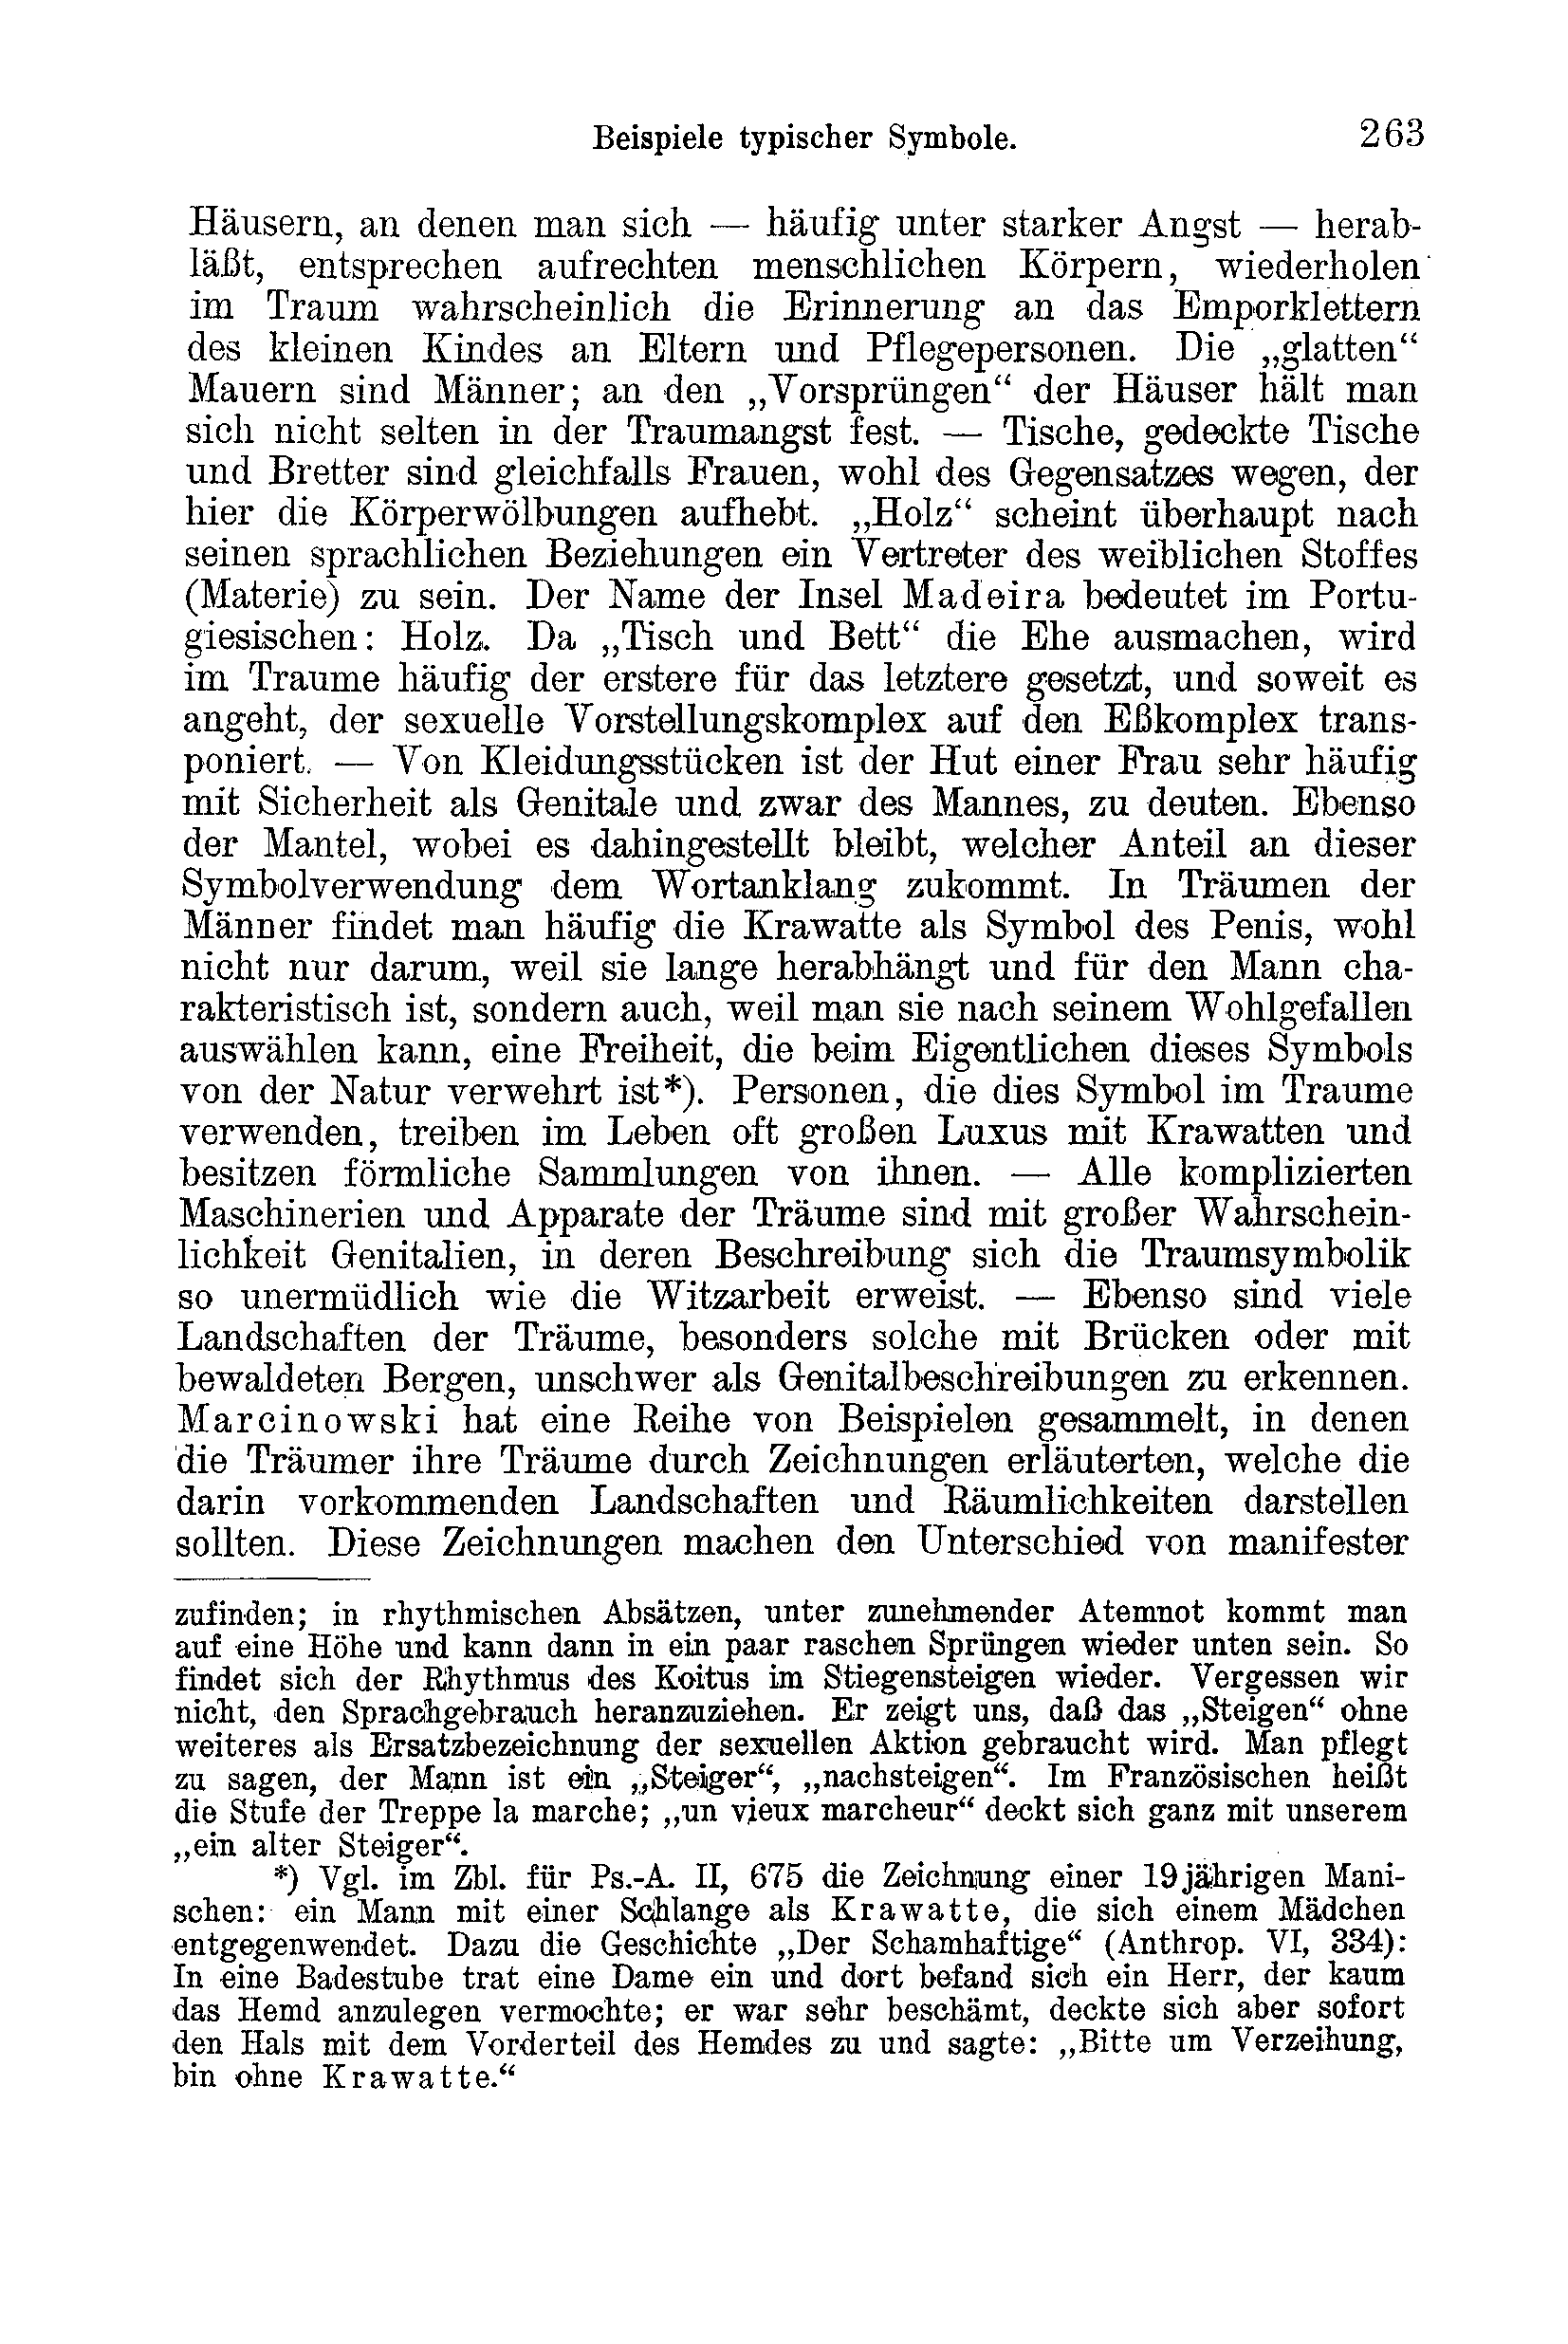 Beispiele typischer Symbole. 263
Häusern, an denen man sich — häufig unter starker Angst — herab-
läßt, entsprechen aufrechten menschlichen Körpern, wiederholen
im Traum wahrscheinlich die Erinnerung an das Emporklettern
des kleinen Kindes an Eltern und Pflegepersonen. Die „glatten“
Mauern sind Männer; an den „Vorsprüngen“ der Häuser hält man
sich nicht selten in der Traumangst fest. — Tische, gedeckte Tische
und Bretter sind gleichfalls Frauen, wohl des Gegensatzes wegen, der
hier die Körperwölbungen aufhebt. „Holz“ scheint überhaupt nach
seinen sprachlichen Beziehungen ein Vertreter des weiblichen Stoffes
(Materie) zu sein. Der Name der Insel Madeira bedeutet im Portu-
giesischen: Holz. Da „Tisch und Bett“ die Ehe ausmachen, wird
im Traume häufig der erstere für das letztere gesetzt, und soweit es
angeht, der sexuelle Vorstellungskomplex auf den Eßkomplex trans-
poniert. — Von Kleidungsstücken ist der Hut einer Frau sehr häufig
mit Sicherheit als Genitale und zwar des Mannes, zu deuten. Ebenso
der Mantel, wobei es dahingestellt bleibt, welcher Anteil an dieser
Symbolverwendung dem Wortanklang zukommt. In Träumen der
Männer findet man häufig die Krawatte als Symbol des Penis, wohl
nicht nur darum, weil sie lange herabhängt und für den Mann cha-
rakteristisch ist, sondern auch, weil man sie nach seinem Wohlgefallen
auswählen kann, eine Freiheit, die beim Eigentlichen dieses Symbols
von der Natur verwehrt ist*). Personen, die dies Symbol im Traume
verwenden, treiben im Leben oft großen Luxus mit Krawatten und
besitzen förmliche Sammlungen von ihnen. — Alle komplizierten
Maschinerien und Apparate der Träume sind mit großer Wahrschein-
lichkeit Genitalien, in deren Beschreibung sich die Traumsymbolik
so unermüdlich wie die Witzarbeit erweist. — Ebenso sind viele
Landschaften der Träume, besonders solche mit Brücken oder mit
bewaldeten Bergen, unschwer als Genitalbeschreibungen zu erkennen.
Marcinowski hat eine Reihe von Beispielen gesammelt, in denen
die Träumer ihre Träume durch Zeichnungen erläuterten, welche die
darin vorkommenden Landschaften und Räumlichkeiten darstellen
sollten. Diese Zeichnungen machen den Unterschied von manifester
zufinden; in rhythmischen Absätzen, unter zunehmender Atemnot kommt man
auf eine Höhe und kann dann in ein paar raschen Sprüngen wieder unten sein. So
findet sich der Rhythmus des Koitus im Stiegensteigen wieder. Vergessen wir
nicht, den Sprachgebrauch heranzuziehen. Er zeigt uns, daß das „Steigen“ ohne
weiteres als Ersatzbezeichnung der sexuellen Aktion gebraucht wird. Man pflegt
zu sagen, der Mann ist ein „Steiger“, „nachsteigen“. Im Französischen heißt
die Stufe der Treppe la marche; „un vieux marcheur“ deckt sich ganz mit unserem
„ein alter Steiger“.
*) Vgl. im Zbl. für Ps.-A. II, 675 die Zeichnung einer 19jährigen Mani-
schen: ein Mann mit einer Schlange als Krawatte, die sich einem Mädchen
entgegenwendet. Dazu die Geschichte „Der Schamhaftige“ (Anthrop. VI, 334):
In eine Badestube trat eine Dame ein und dort befand sich ein Herr, der kaum
das Hemd anzulegen vermochte; er war sehr beschämt, deckte sich aber sofort
den Hals mit dem Vorderteil des Hemdes zu und sagte: „Bitte um Verzeihung,
bin ohne Krawatte.“